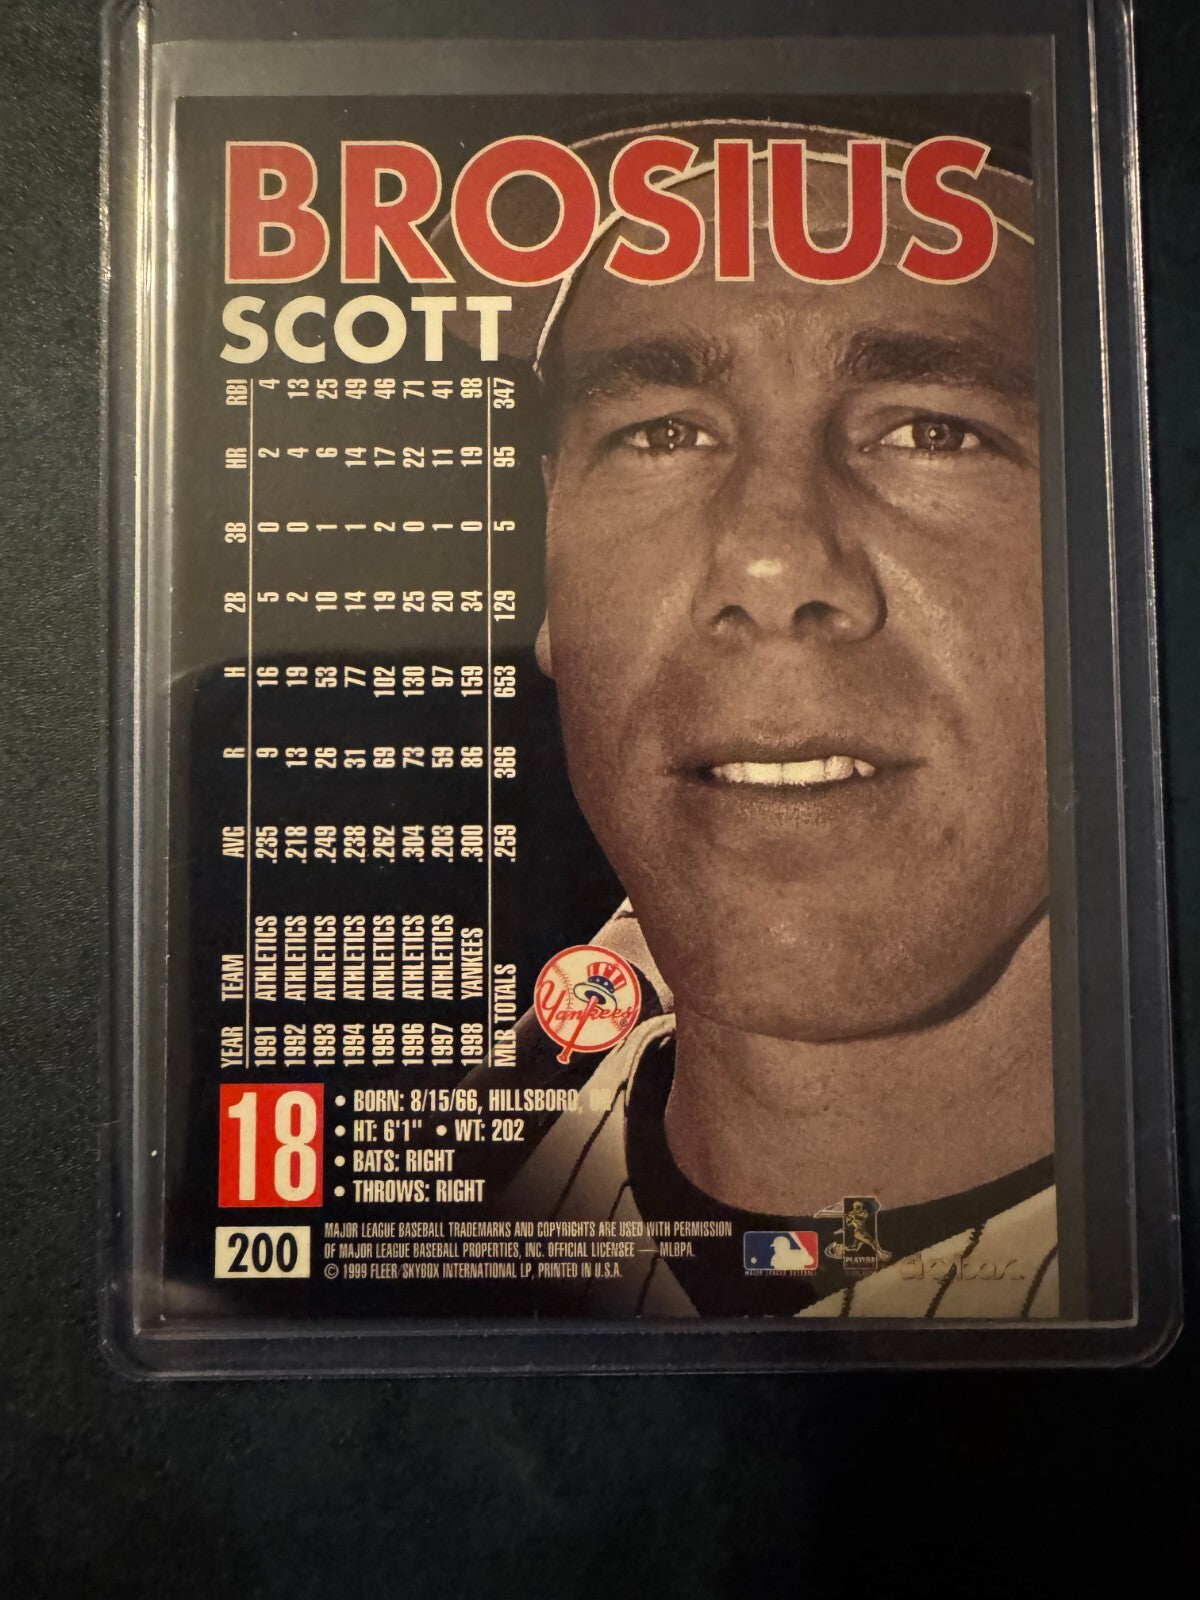 BROSIUS
SCOTT
YEAR TEAM AVG R H 2B 3B HR RBI
1991 ATHLETICS .235 9 16 5 0 2 4
1992 ATHLETICS .218 13 19 2 0 4 13
1993 ATHLETICS .249 26 53 10 1 6 25
1994 ATHLETICS .238 31 77 14 1 14 49
1995 ATHLETICS .262 69 102 19 2 17 46
1996 ATHLETICS .304 73 130 25 0 22 71
1997 ATHLETICS .203 59 97 20 1 11 41
1998 YANKEES .300 86 159 34 0 19 98
MLB TOTALS .259 366 653 129 5 95 347
Yankees
18
• BORN: 8/15/66, HILLSBORO, OR
• HT: 6'1" • WT: 202
• BATS: RIGHT
• THROWS: RIGHT
200
MAJOR LEAGUE BASEBALL TRADEMARKS AND COPYRIGHTS ARE USED WITH PERMISSION
OF MAJOR LEAGUE BASEBALL PROPERTIES, INC. OFFICIAL LICENSEE — MLBPA.
© 1999 FLEER/SKYBOX INTERNATIONAL LP, PRINTED IN U.S.A.
MAJOR LEAGUE BASEBALL
PLAYERS